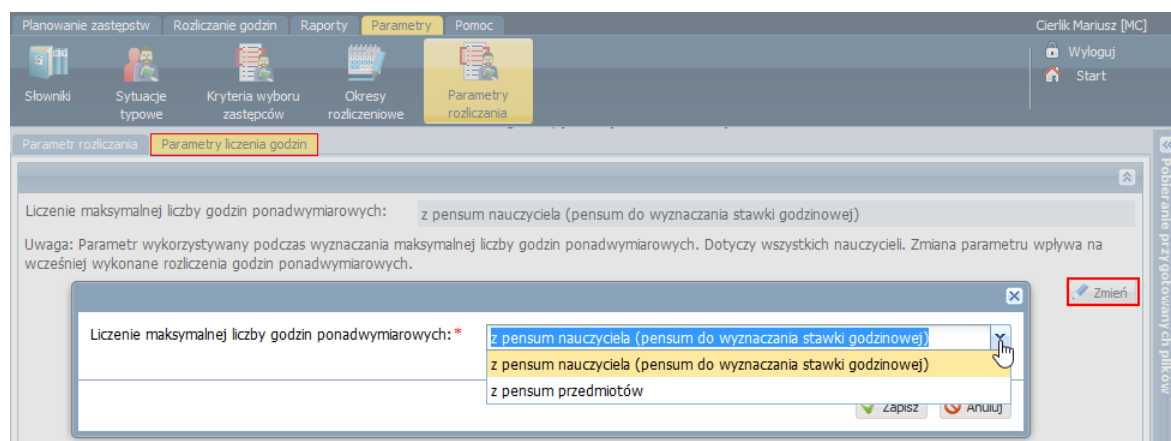 Planowanie zastępstw Rozliczanie godzin Raporty Parametry Pomoc Cierlik Mariusz [MC]
Wyloguj
Start
Słowniki Sytuacje typowe Kryteria wyboru zastępców Okresy rozliczeniowe Parametry rozliczania
Parametr rozliczania Parametry liczenia godzin
Liczenie maksymalnej liczby godzin ponadwymiarowych: z pensum nauczyciela (pensum do wyznaczania stawki godzinowej)
Uwaga: Parametr wykorzystywany podczas wyznaczania maksymalnej liczby godzin ponadwymiarowych. Dotyczy wszystkich nauczycieli. Zmiana parametru wpływa na
wcześniej wykonane rozliczenia godzin ponadwymiarowych.
Zmień
Liczenie maksymalnej liczby godzin ponadwymiarowych: * z pensum nauczyciela (pensum do wyznaczania stawki godzinowej)
z pensum nauczyciela (pensum do wyznaczania stawki godzinowej)
z pensum przedmiotów
Zapisz Anuluj
Pobieranie przygotowanych plików